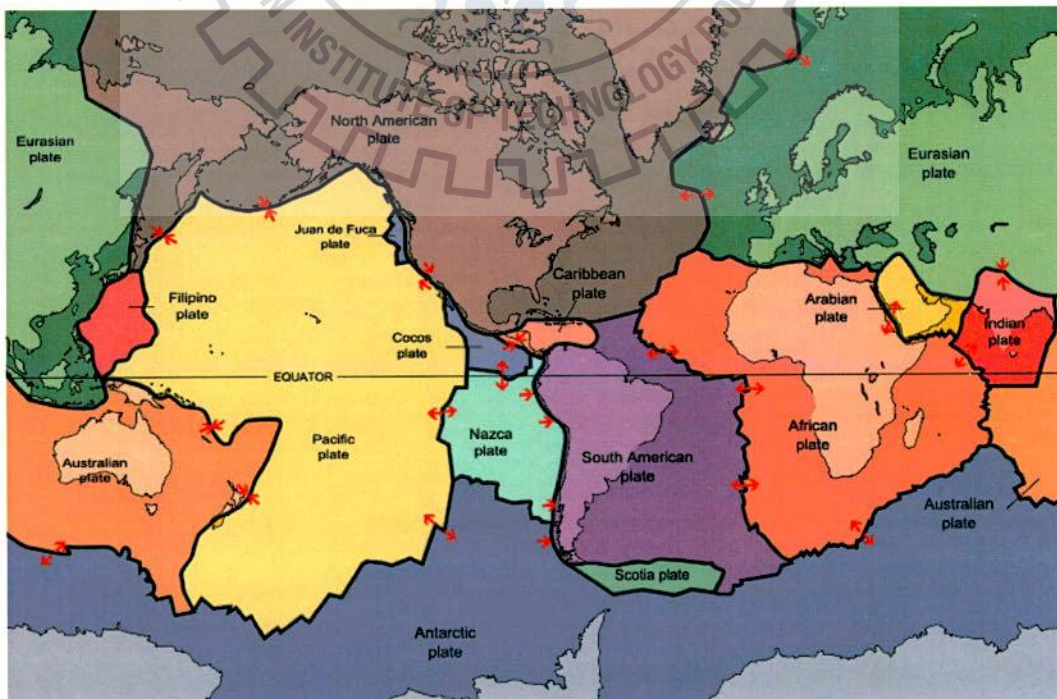 INSTITUTE OF TECHNOLOGY
North American
plate
Eurasian
plate
Eurasian
plate
Juan de Fuca
plate
Caribbean
plate
Filipino
plate
Arabian
plate
Indian
plate
Cocos
plate
EQUATOR
Pacific
plate
Nazca
plate
African
plate
Australian
plate
South American
plate
Australian
plate
Scotia plate
Antarctic
plate